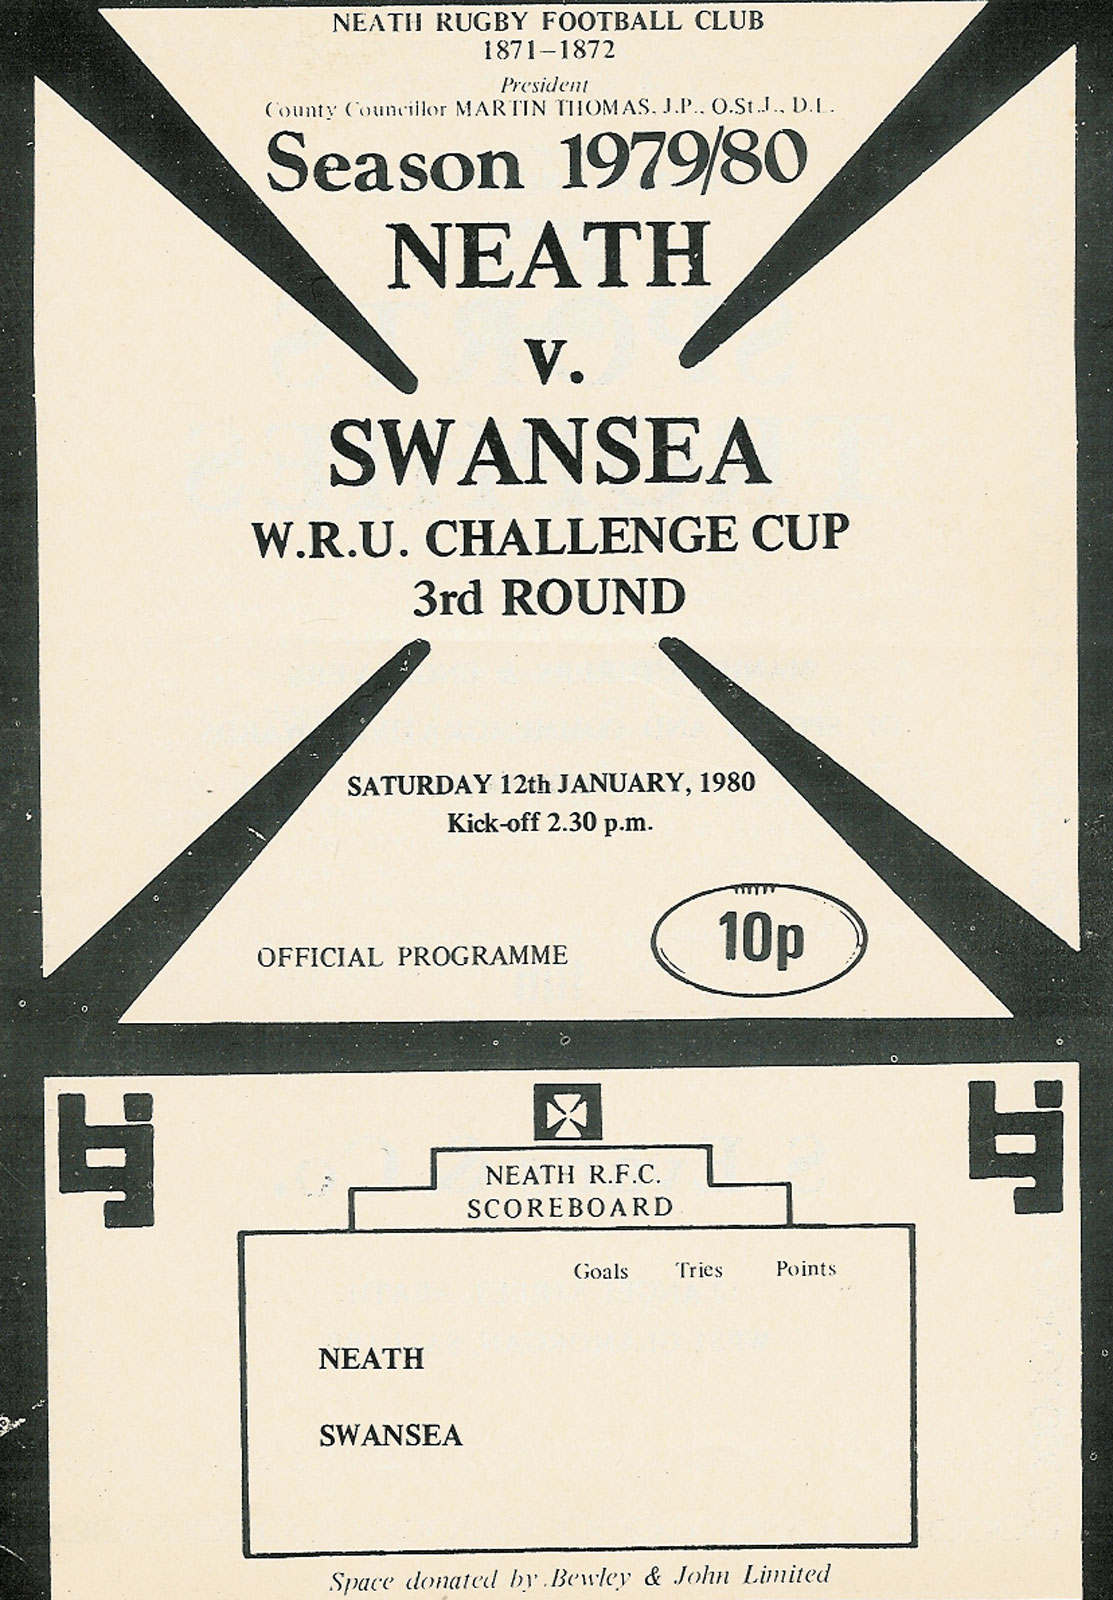 NEATH RUGBY FOOTBALL CLUB
1871–1872
President
County Councillor MARTIN THOMAS, J.P., O.St.J., D.L.
Season 1979/80
NEATH
v.
SWANSEA
W.R.U. CHALLENGE CUP
3rd ROUND
SATURDAY 12th JANUARY, 1980
Kick-off 2.30 p.m.
OFFICIAL PROGRAMME
10p
bj bj
NEATH R.F.C.
SCOREBOARD
Goals Tries Points
NEATH
SWANSEA
Space donated by Bewley & John Limited